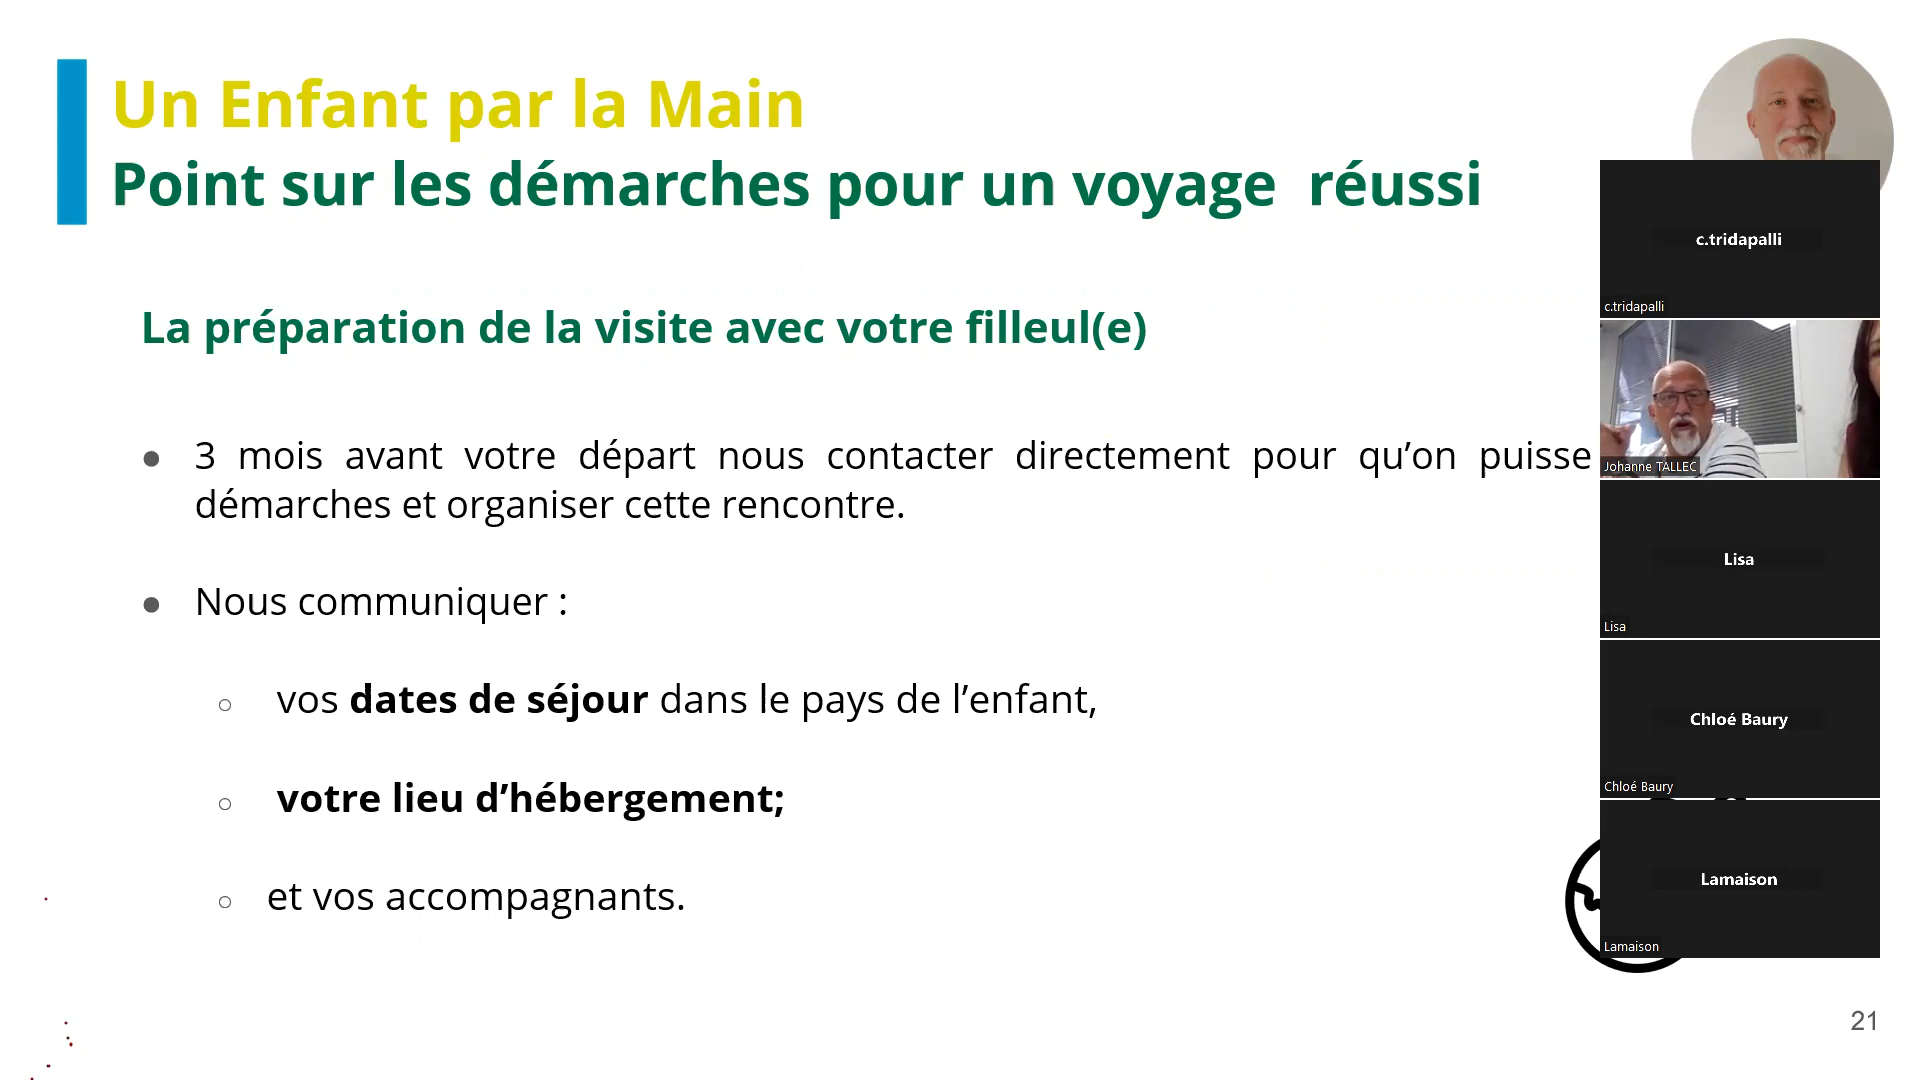 Un Enfant par la Main
Point sur les démarches pour un voyage réussi
La préparation de la visite avec votre filleul(e)
● 3 mois avant votre départ nous contacter directement pour qu’on puisse
démarches et organiser cette rencontre.
● Nous communiquer :
○ vos dates de séjour dans le pays de l’enfant,
○ votre lieu d’hébergement;
○ et vos accompagnants.
c.tridapalli
c.tridapalli
Johanne TALLEC
Lisa
Lisa
Chloé Baury
Chloé Baury
Lamaison
Lamaison
21